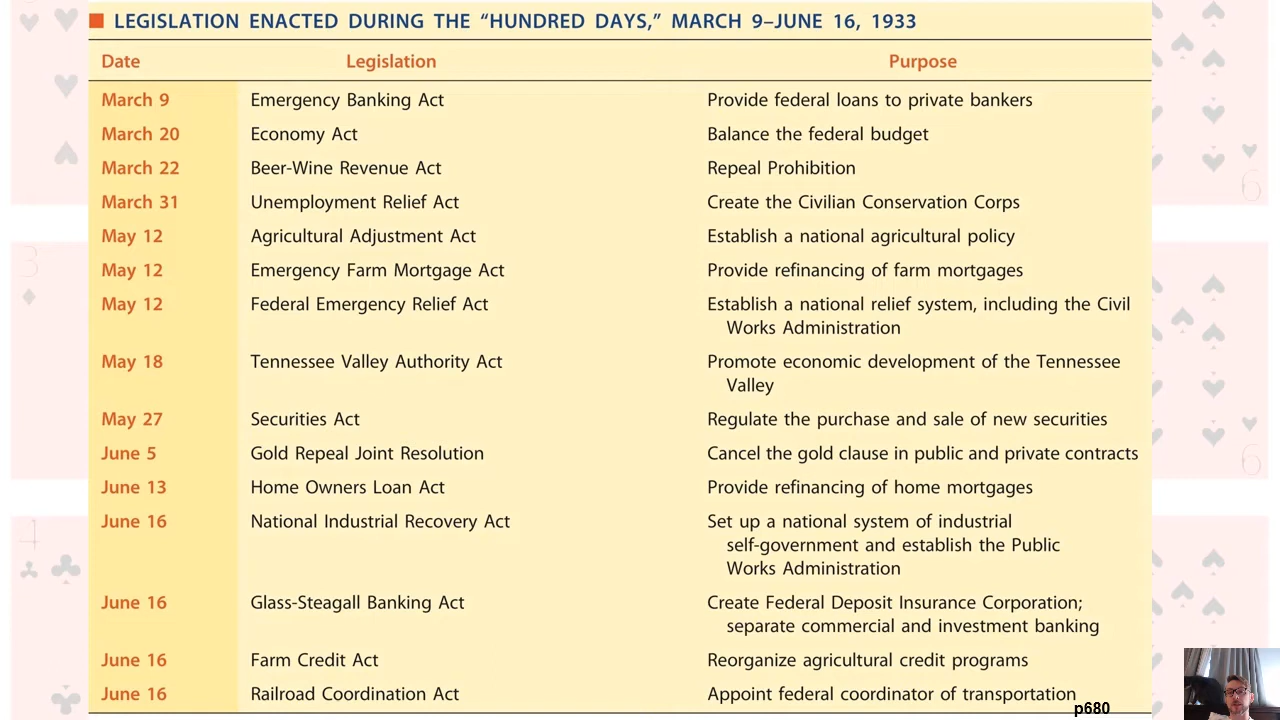 LEGISLATION ENACTED DURING THE “HUNDRED DAYS,” MARCH 9–JUNE 16, 1933
Date Legislation Purpose
March 9 Emergency Banking Act Provide federal loans to private bankers
March 20 Economy Act Balance the federal budget
March 22 Beer-Wine Revenue Act Repeal Prohibition
March 31 Unemployment Relief Act Create the Civilian Conservation Corps
May 12 Agricultural Adjustment Act Establish a national agricultural policy
May 12 Emergency Farm Mortgage Act Provide refinancing of farm mortgages
May 12 Federal Emergency Relief Act Establish a national relief system, including the Civil
Works Administration
May 18 Tennessee Valley Authority Act Promote economic development of the Tennessee
Valley
May 27 Securities Act Regulate the purchase and sale of new securities
June 5 Gold Repeal Joint Resolution Cancel the gold clause in public and private contracts
June 13 Home Owners Loan Act Provide refinancing of home mortgages
June 16 National Industrial Recovery Act Set up a national system of industrial
self-government and establish the Public
Works Administration
June 16 Glass-Steagall Banking Act Create Federal Deposit Insurance Corporation;
separate commercial and investment banking
June 16 Farm Credit Act Reorganize agricultural credit programs
June 16 Railroad Coordination Act Appoint federal coordinator of transportation
p680
3
4
6
6